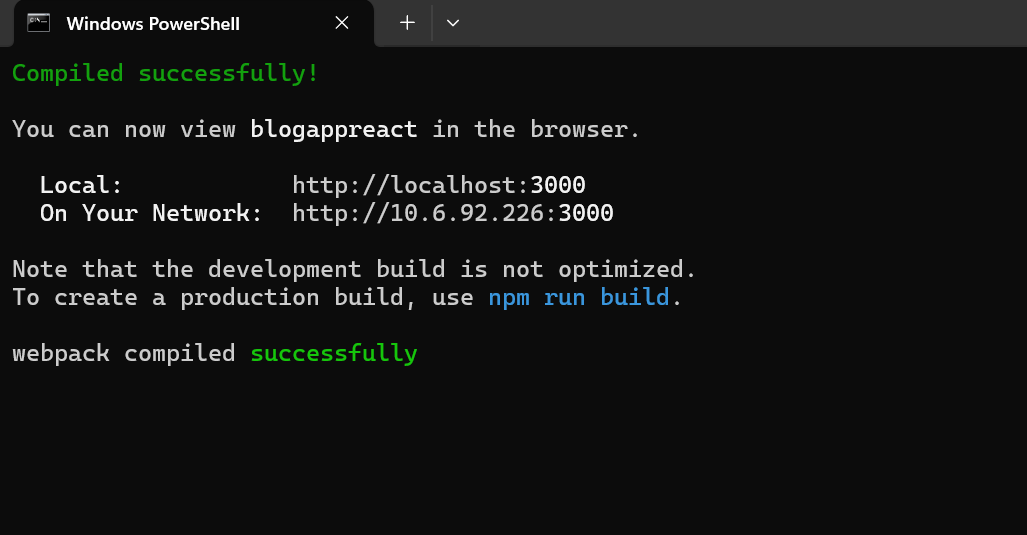 Windows PowerShell
Compiled successfully!
You can now view blogappreact in the browser.
Local: http://localhost:3000
On Your Network: http://10.6.92.226:3000
Note that the development build is not optimized.
To create a production build, use npm run build.
webpack compiled successfully